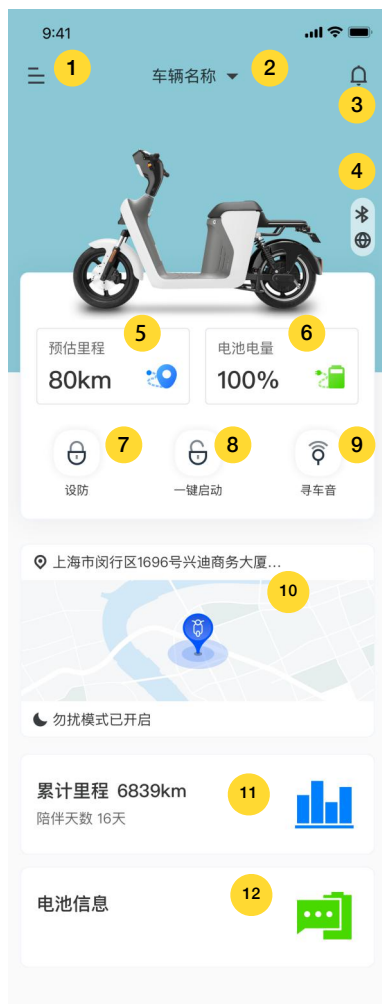 9:41
1
车辆名称
2
3
4
5
预估里程
80km
6
电池电量
100%
7
设防
8
一键启动
9
寻车音
上海市闵行区1696号兴迪商务大厦...
10
勿扰模式已开启
累计里程 6839km
陪伴天数 16天
11
电池信息
12